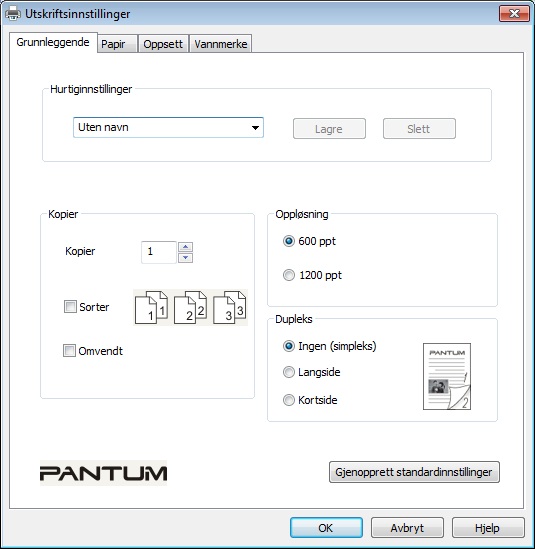 Utskriftsinnstillinger
Grunnleggende Papir Oppsett Vannmerke
Hurtiginnstillinger
Uten navn Lagre Slett
Kopier
Kopier 1
Sorter 1 1 2 2 3 3
Omvendt
Oppløsning
600 ppt
1200 ppt
Dupleks
Ingen (simpleks)
Langside
Kortside
PANTUM
1
2
PANTUM
Gjenopprett standardinnstillinger
OK Avbryt Hjelp